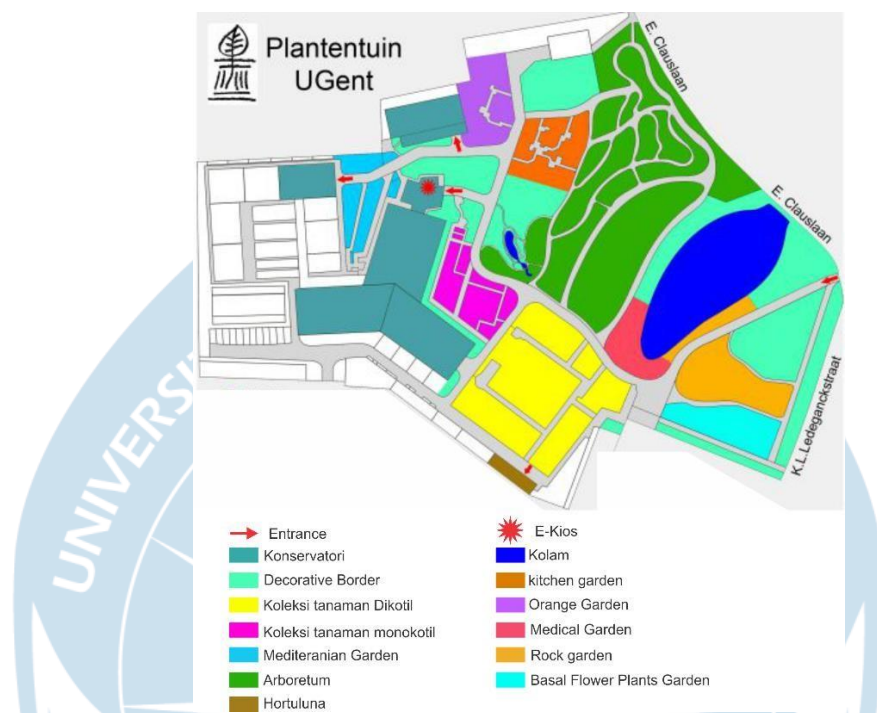 Plantentuin
UGent
E. Clauslaan
E. Clauslaan
K.L.Ledeganckstraat
UNIVERSI
Entrance
Konservatori
Decorative Border
Koleksi tanaman Dikotil
Koleksi tanaman monokotil
Mediteranian Garden
Arboretum
Hortuluna
E-Kios
Kolam
kitchen garden
Orange Garden
Medical Garden
Rock garden
Basal Flower Plants Garden